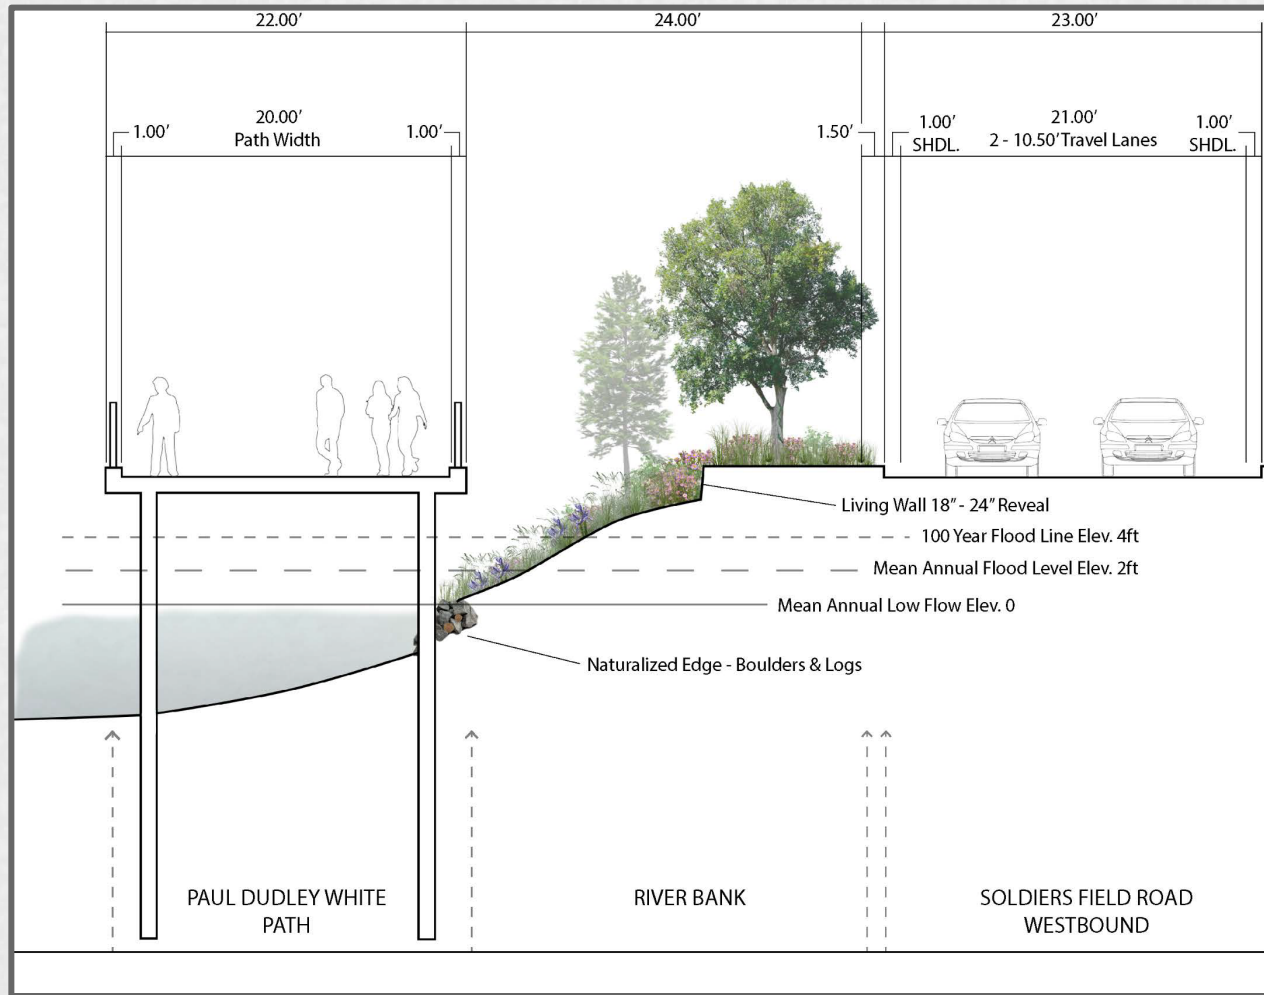 22.00’
24.00’
23.00’
1.00’
20.00’
Path Width
1.00’
1.50’
1.00’
SHDL.
21.00’
2 - 10.50’ Travel Lanes
1.00’
SHDL.
Living Wall 18” - 24” Reveal
100 Year Flood Line Elev. 4ft
Mean Annual Flood Level Elev. 2ft
Mean Annual Low Flow Elev. 0
Naturalized Edge - Boulders & Logs
PAUL DUDLEY WHITE
PATH
RIVER BANK
SOLDIERS FIELD ROAD
WESTBOUND